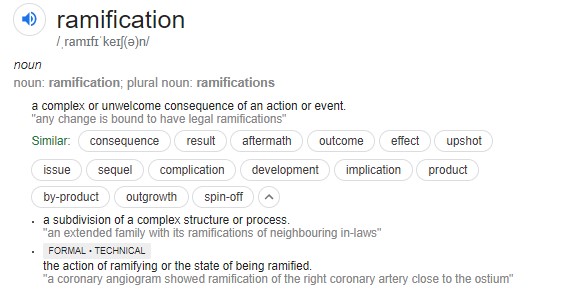 ramification
/ˌramɪfɪˈkeɪʃ(ə)n/
noun
noun: ramification; plural noun: ramifications
a complex or unwelcome consequence of an action or event.
"any change is bound to have legal ramifications"
Similar: consequence result aftermath outcome effect upshot
issue sequel complication development implication product
by-product outgrowth spin-off
• a subdivision of a complex structure or process.
"an extended family with its ramifications of neighbouring in-laws"
• FORMAL • TECHNICAL
the action of ramifying or the state of being ramified.
"a coronary angiogram showed ramification of the right coronary artery close to the ostium"